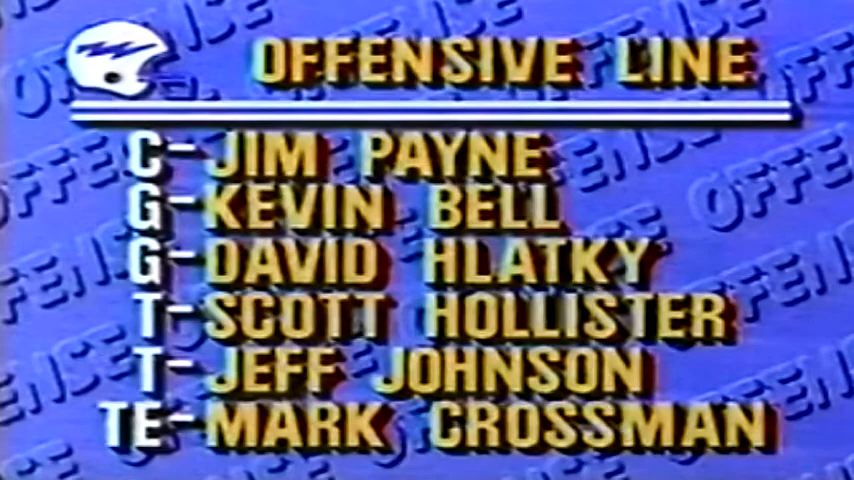 OFFENSIVE LINE
C-JIM PAYNE
G-KEVIN BELL
G-DAVID HLATKY
T-SCOTT HOLLISTER
T-JEFF JOHNSON
TE-MARK CROSSMAN